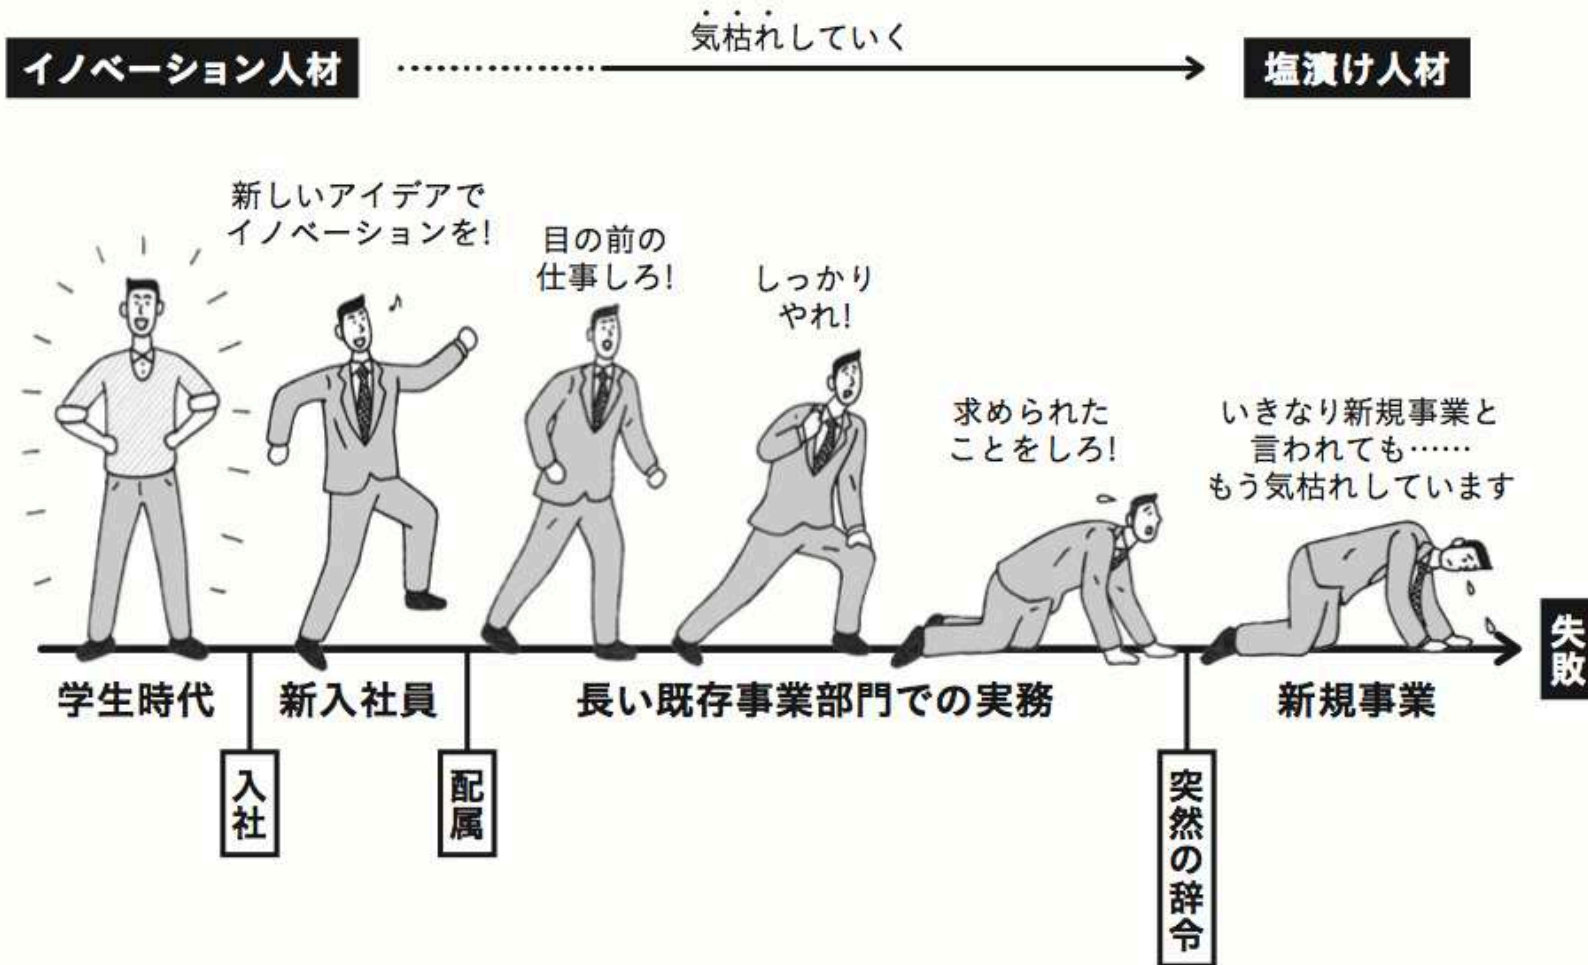 気枯れしていく
イノベーション人材
塩漬け人材
新しいアイデアで
イノベーションを!
目の前の
仕事しろ!
しっかり
やれ!
求められた
ことをしろ!
いきなり新規事業と
言われても……
もう気枯れしています
失敗
学生時代
新入社員
長い既存事業部門での実務
新規事業
入社
配属
突然の辞令